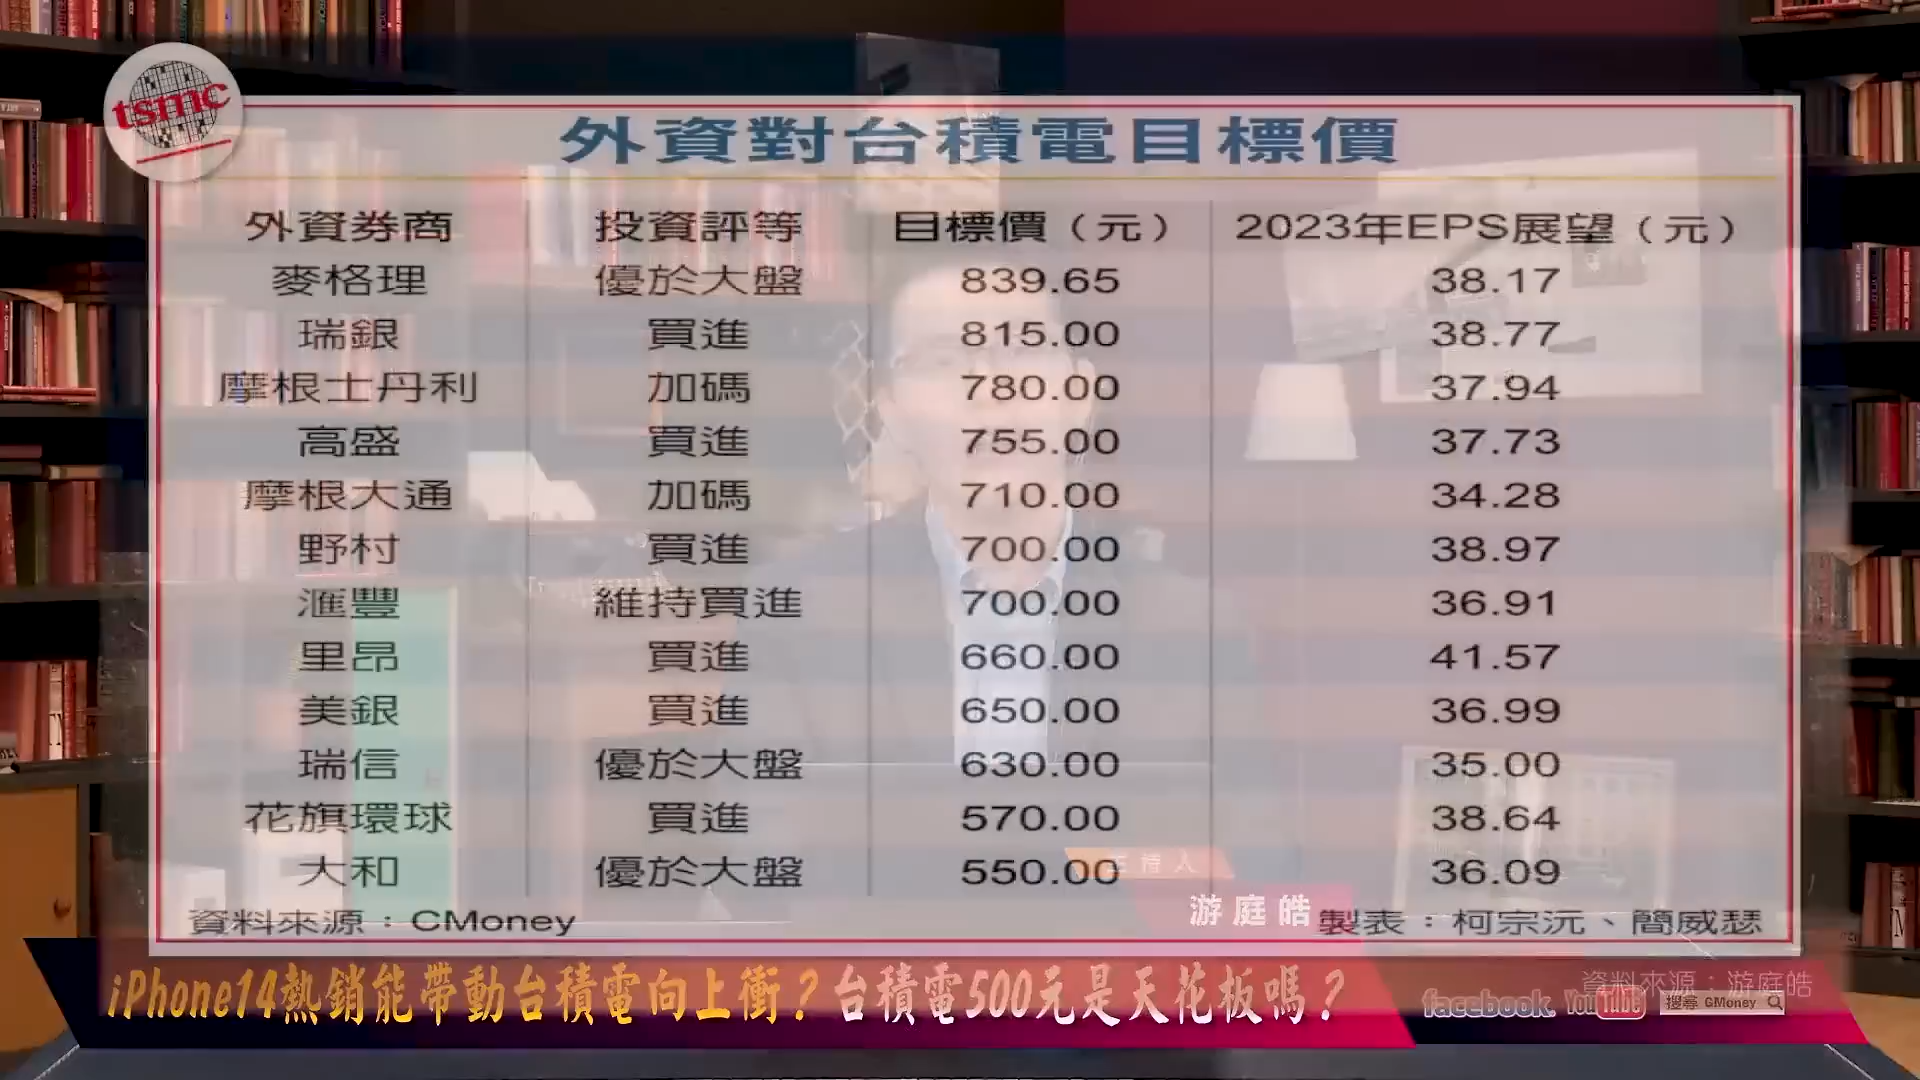 tsmc
外資對台積電目標價
外資券商 投資評等 目標價（元） 2023年EPS展望（元）
麥格理 優於大盤 839.65 38.17
瑞銀 買進 815.00 38.77
摩根士丹利 加碼 780.00 37.94
高盛 買進 755.00 37.73
摩根大通 加碼 710.00 34.28
野村 買進 700.00 38.97
滙豐 維持買進 700.00 36.91
里昂 買進 660.00 41.57
美銀 買進 650.00 36.99
瑞信 優於大盤 630.00 35.00
花旗環球 買進 570.00 38.64
大和 優於大盤 550.00 36.09
主持人
游庭皓
資料來源：CMoney 製表：柯宗沅、簡威瑟
iPhone14熱銷能帶動台積電向上衝？台積電500元是天花板嗎？
資料來源：游庭皓
facebook. YouTube 搜尋 GMoney